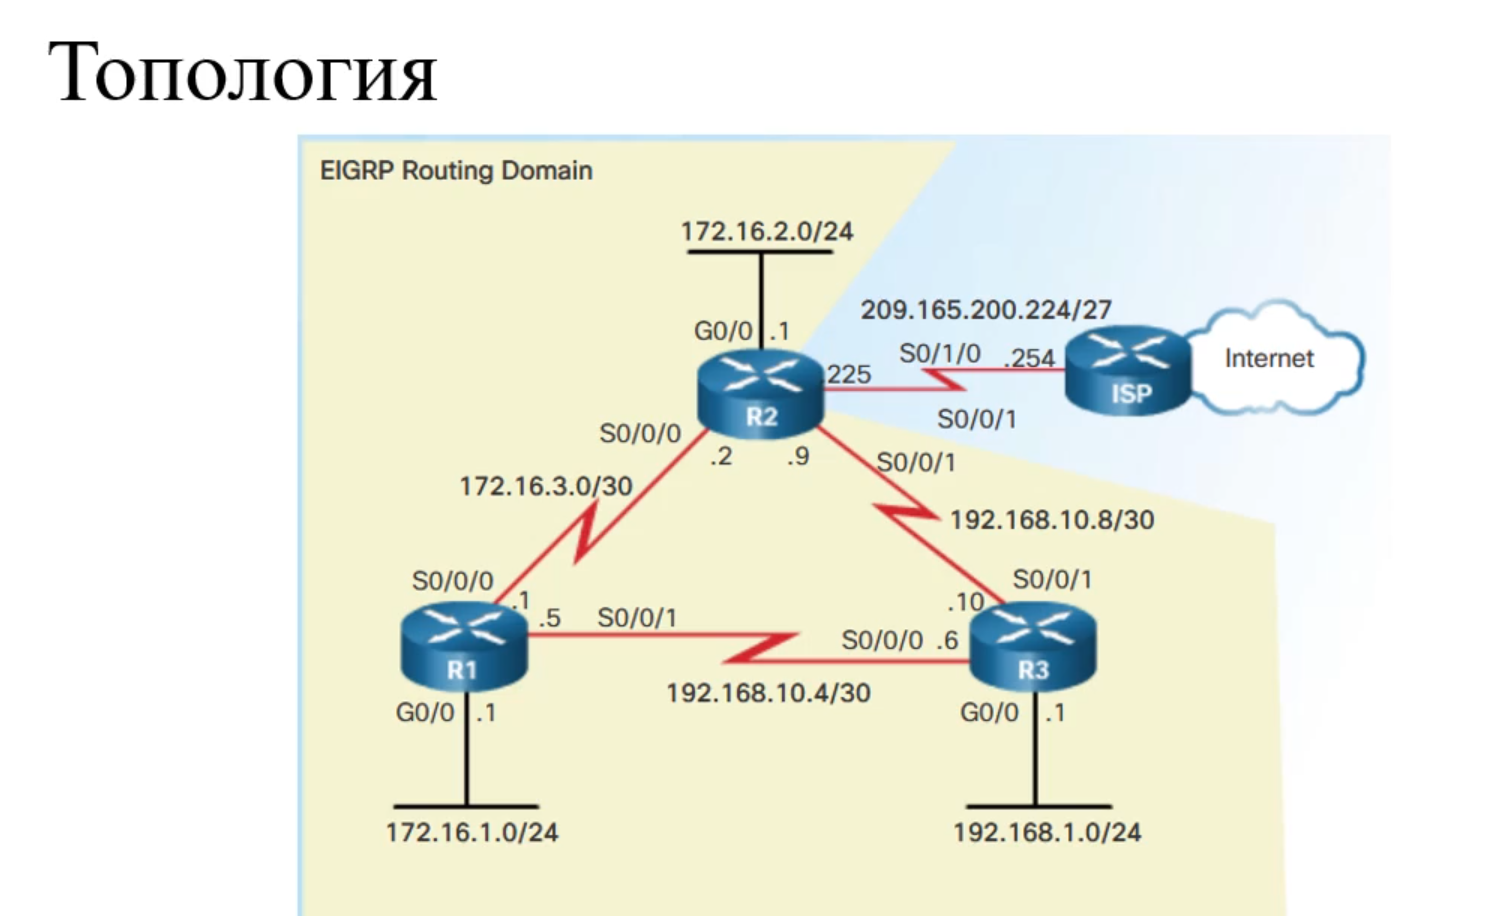 Топология
EIGRP Routing Domain
172.16.2.0/24
209.165.200.224/27
G0/0 .1
S0/1/0 .254
Internet
.225
ISP
R2
S0/0/1
S0/0/0
.2 .9
S0/0/1
172.16.3.0/30
192.168.10.8/30
S0/0/0
S0/0/1
.1
.10
.5 S0/0/1
S0/0/0 .6
R1
R3
192.168.10.4/30
G0/0 .1
G0/0 .1
172.16.1.0/24
192.168.1.0/24